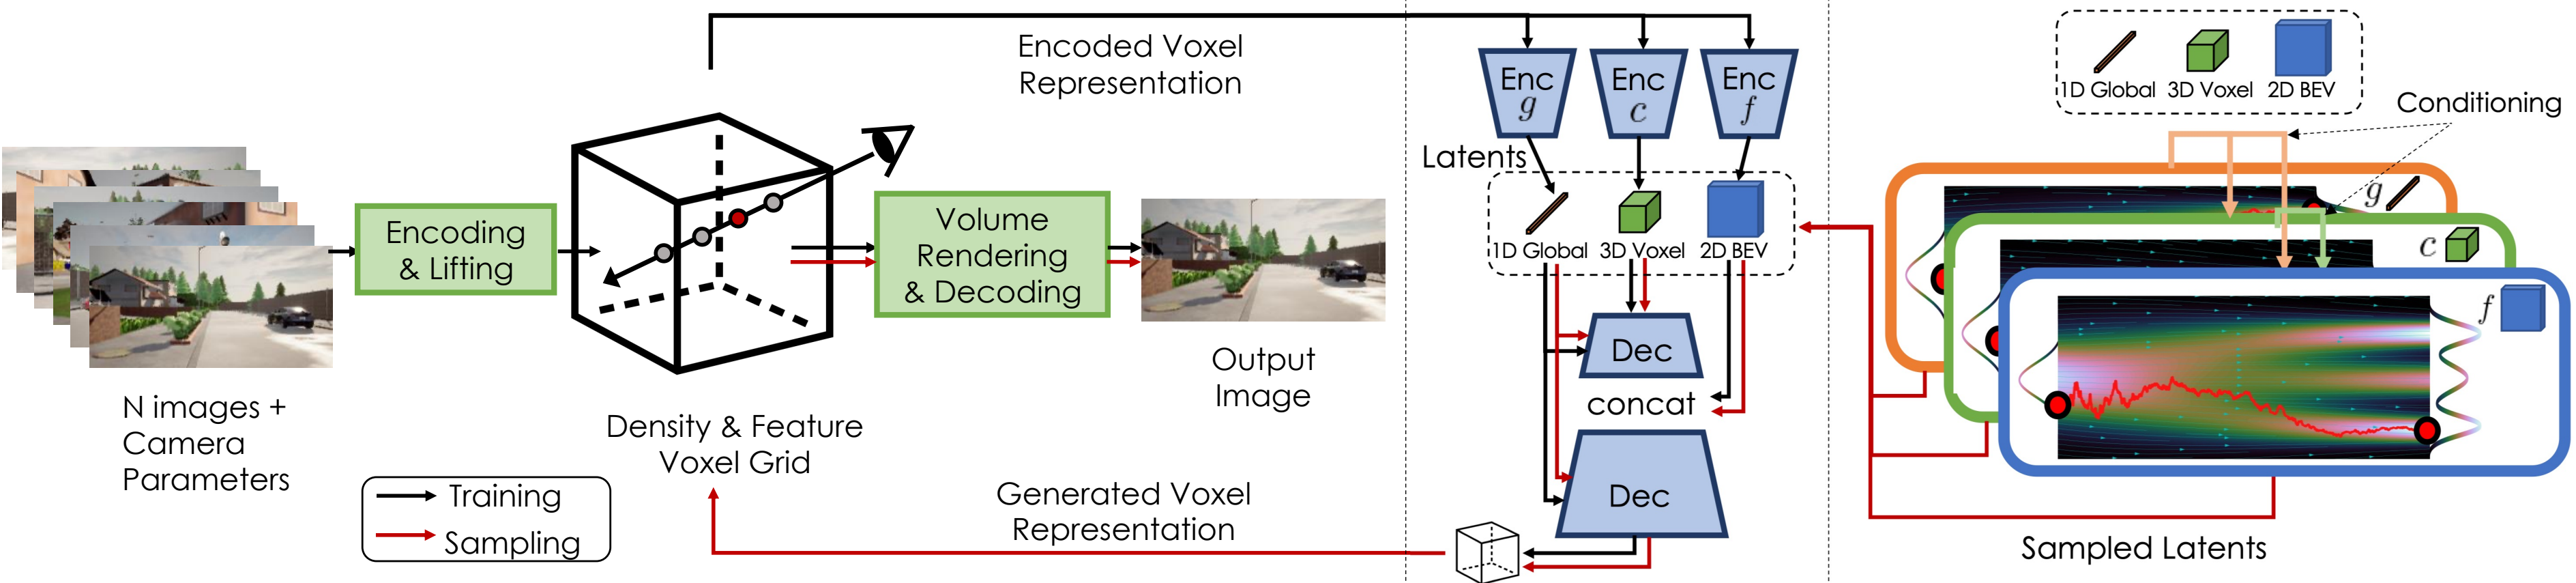 N images +
Camera
Parameters
Encoding
& Lifting
Density & Feature
Voxel Grid
Training
Sampling
Encoded Voxel
Representation
Volume
Rendering
& Decoding
Output
Image
Generated Voxel
Representation
Enc
g
Enc
c
Enc
f
Latents
1D Global
3D Voxel
2D BEV
Dec
concat
Dec
1D Global
3D Voxel
2D BEV
Conditioning
g
c
f
Sampled Latents